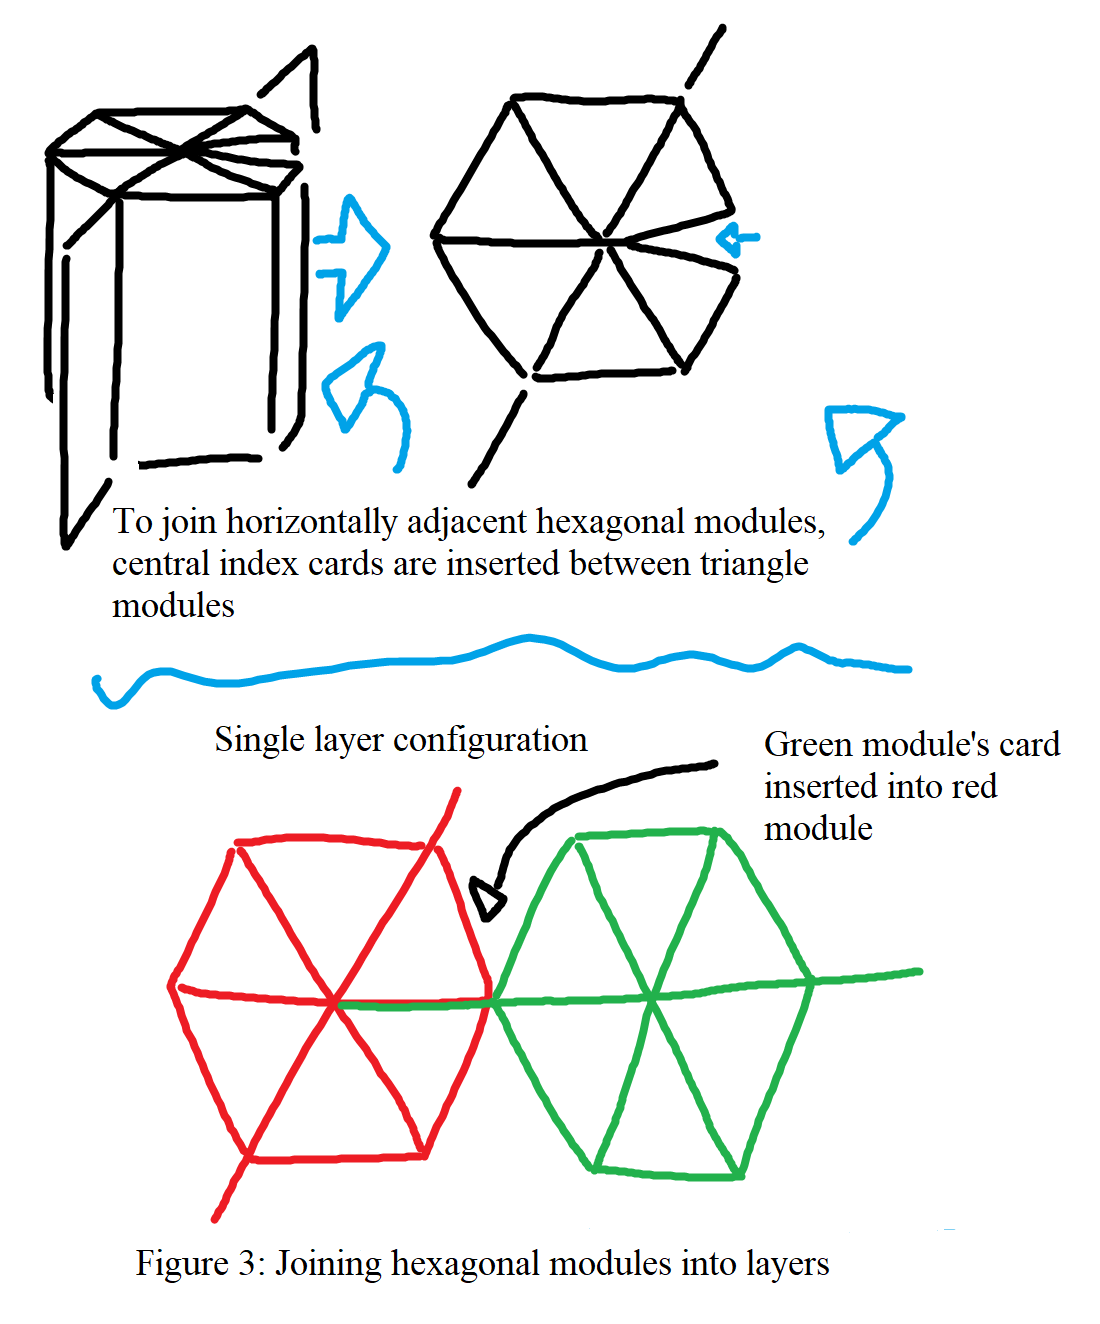 To join horizontally adjacent hexagonal modules,
central index cards are inserted between triangle
modules
Single layer configuration
Green module's card
inserted into red
module
Figure 3: Joining hexagonal modules into layers